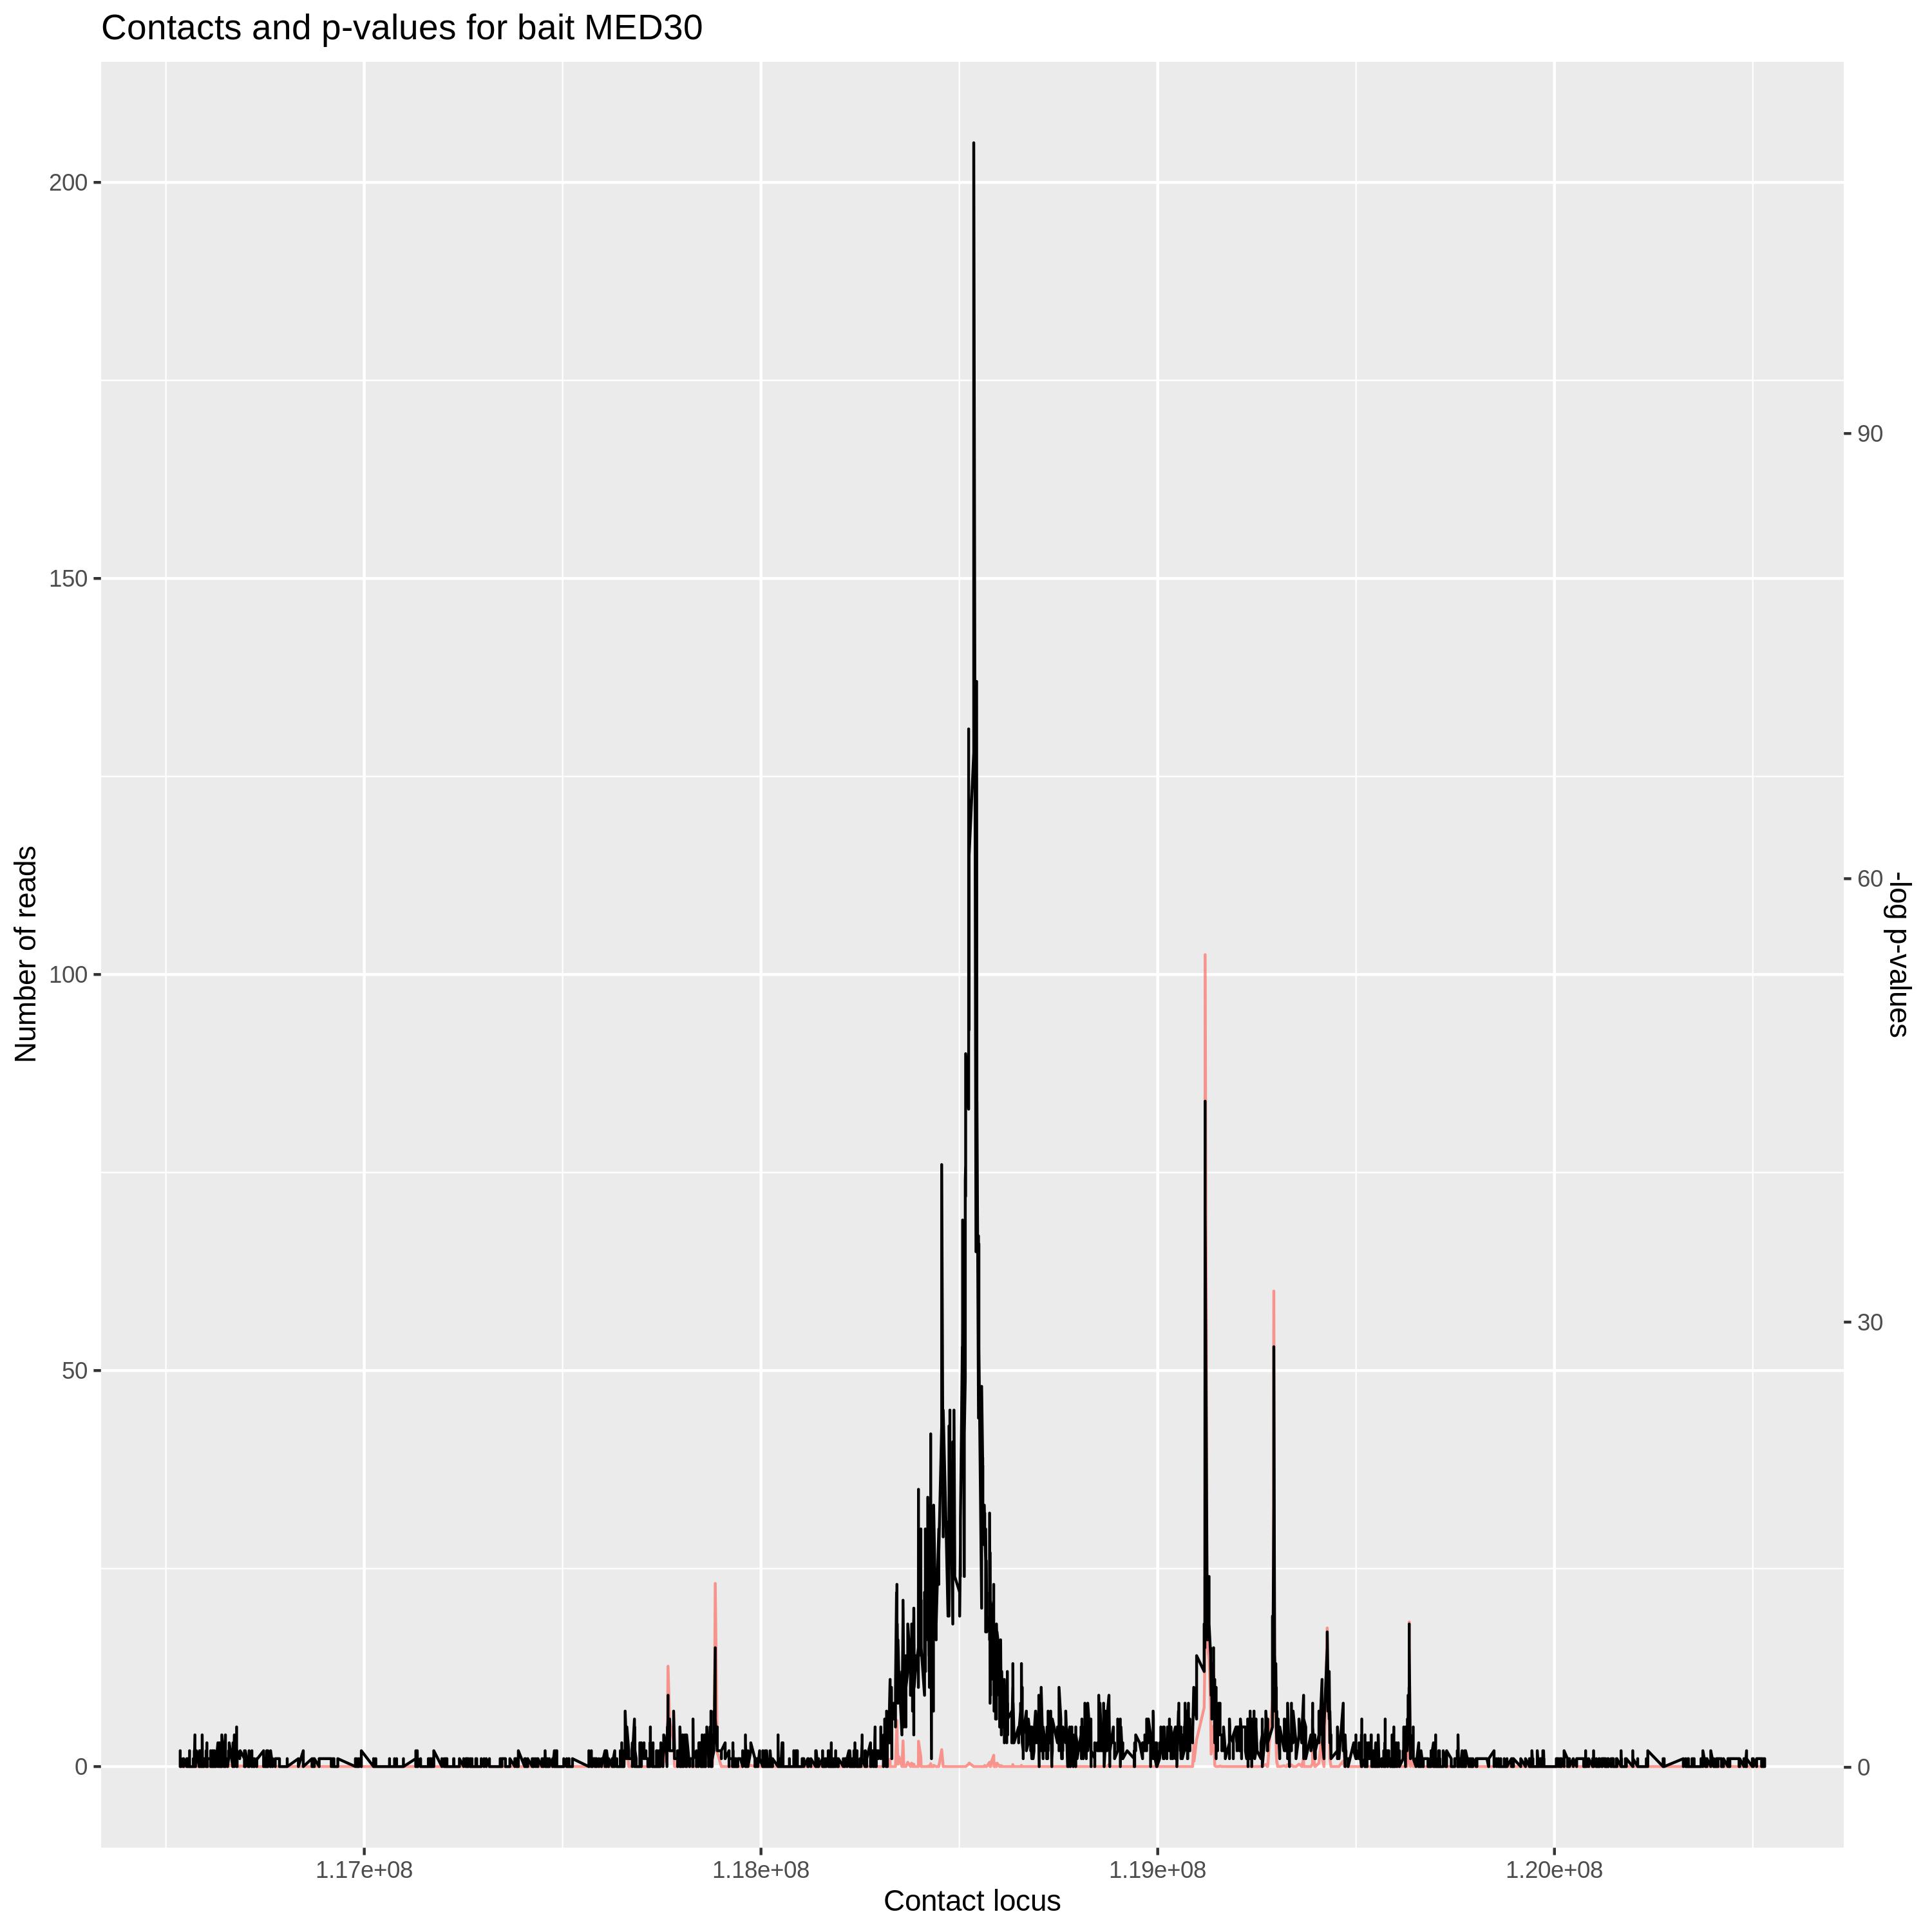 Contacts and p-values for bait MED30
200
150
100
50
0
Number of reads
90
60
30
0
-log p-values
1.17e+08
1.18e+08
1.19e+08
1.20e+08
Contact locus